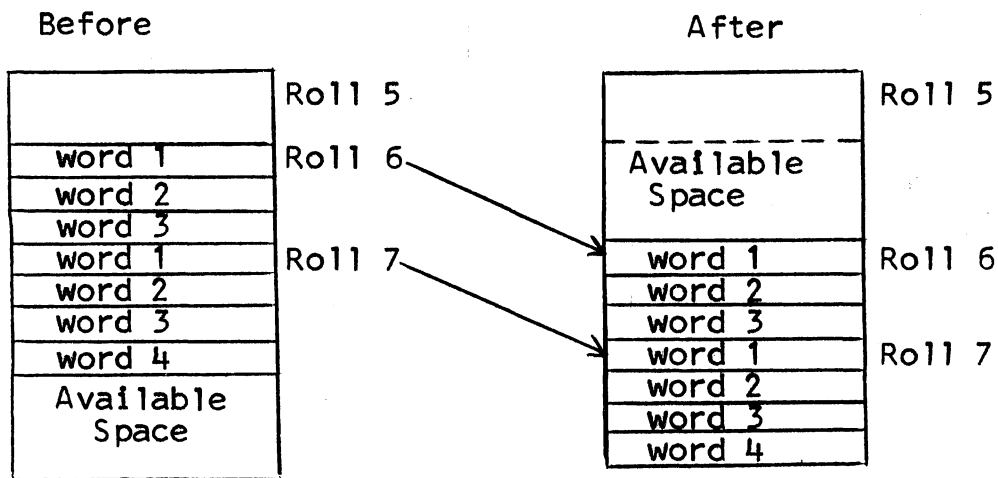 Before
Roll 5
word 1
Roll 6
word 2
word 3
word 1
Roll 7
word 2
word 3
word 4
Available
Space
After
Roll 5
Available
Space
word 1
Roll 6
word 2
word 3
word 1
Roll 7
word 2
word 3
word 4